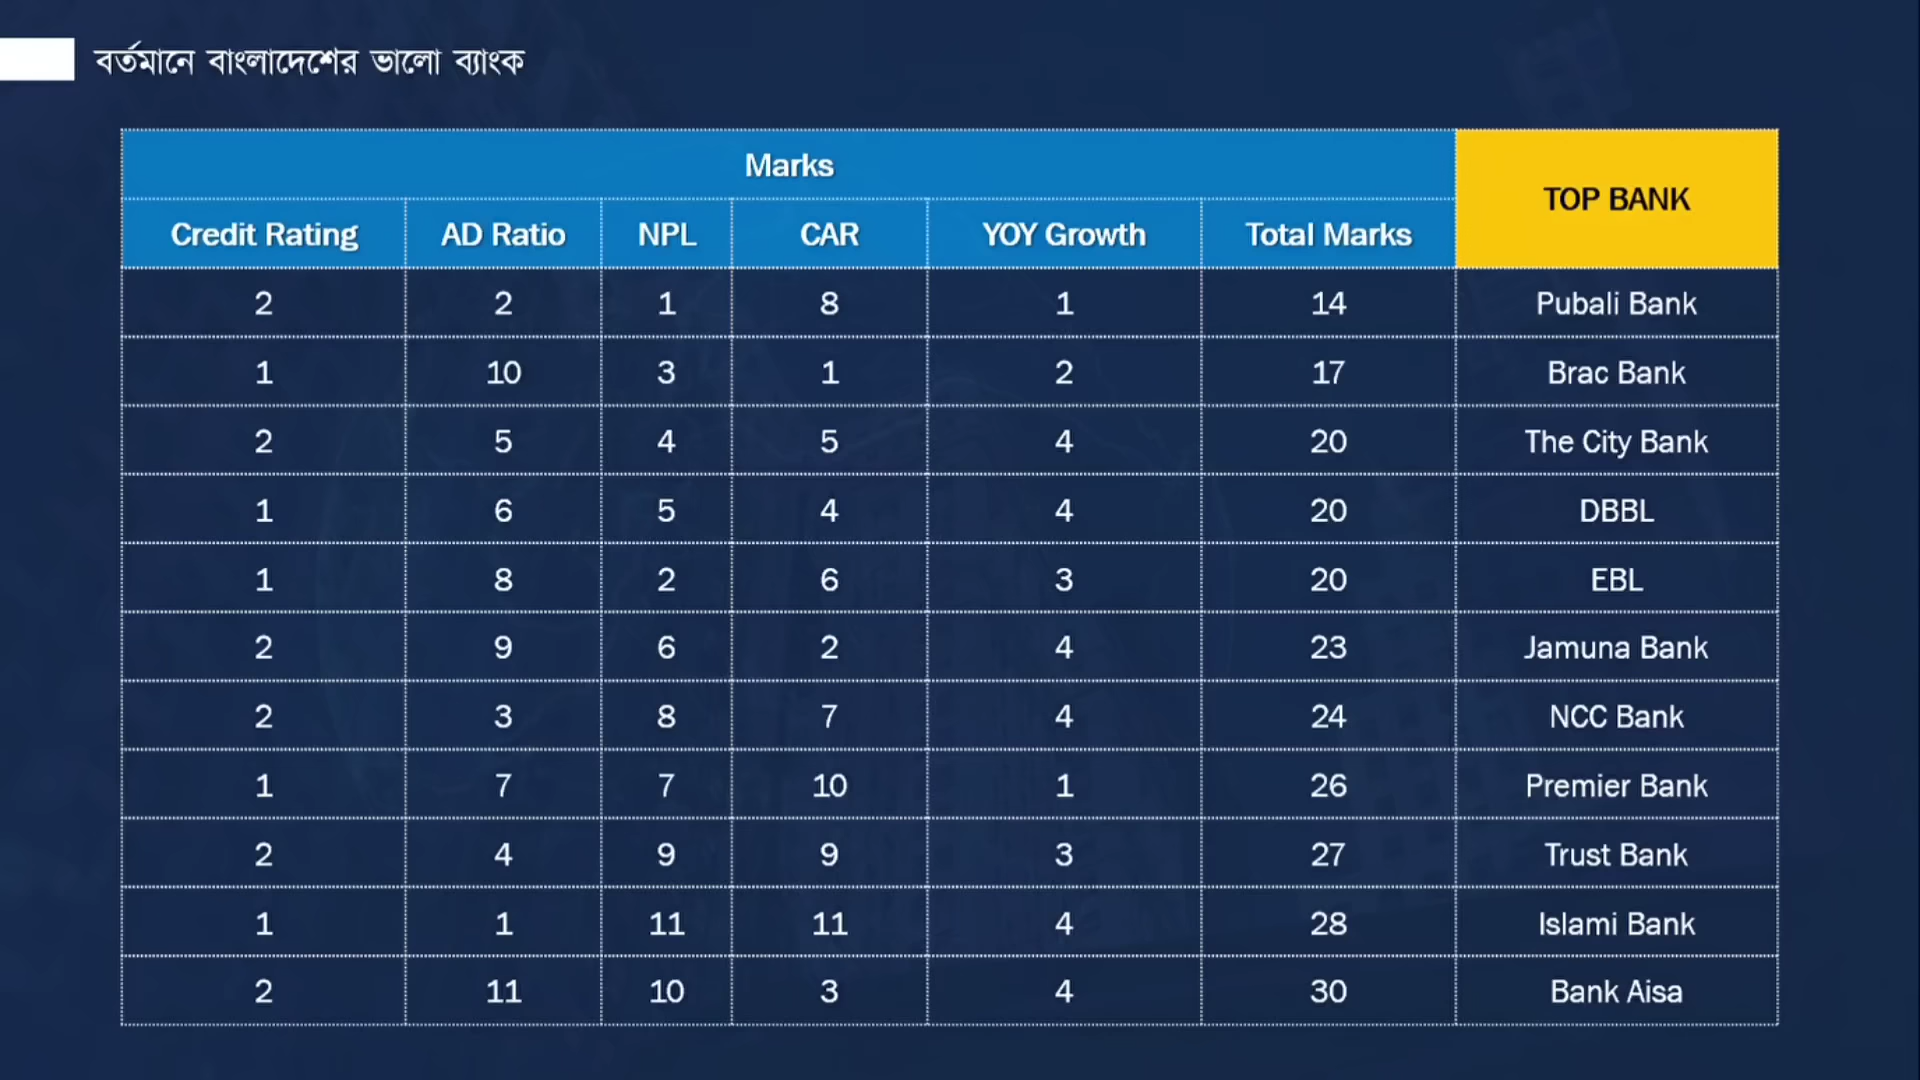 বর্তমানে বাংলাদেশের ভালো ব্যাংক
Marks TOP BANK
Credit Rating AD Ratio NPL CAR YOY Growth Total Marks
2 2 1 8 1 14 Pubali Bank
1 10 3 1 2 17 Brac Bank
2 5 4 5 4 20 The City Bank
1 6 5 4 4 20 DBBL
1 8 2 6 3 20 EBL
2 9 6 2 4 23 Jamuna Bank
2 3 8 7 4 24 NCC Bank
1 7 7 10 1 26 Premier Bank
2 4 9 9 3 27 Trust Bank
1 1 11 11 4 28 Islami Bank
2 11 10 3 4 30 Bank Aisa